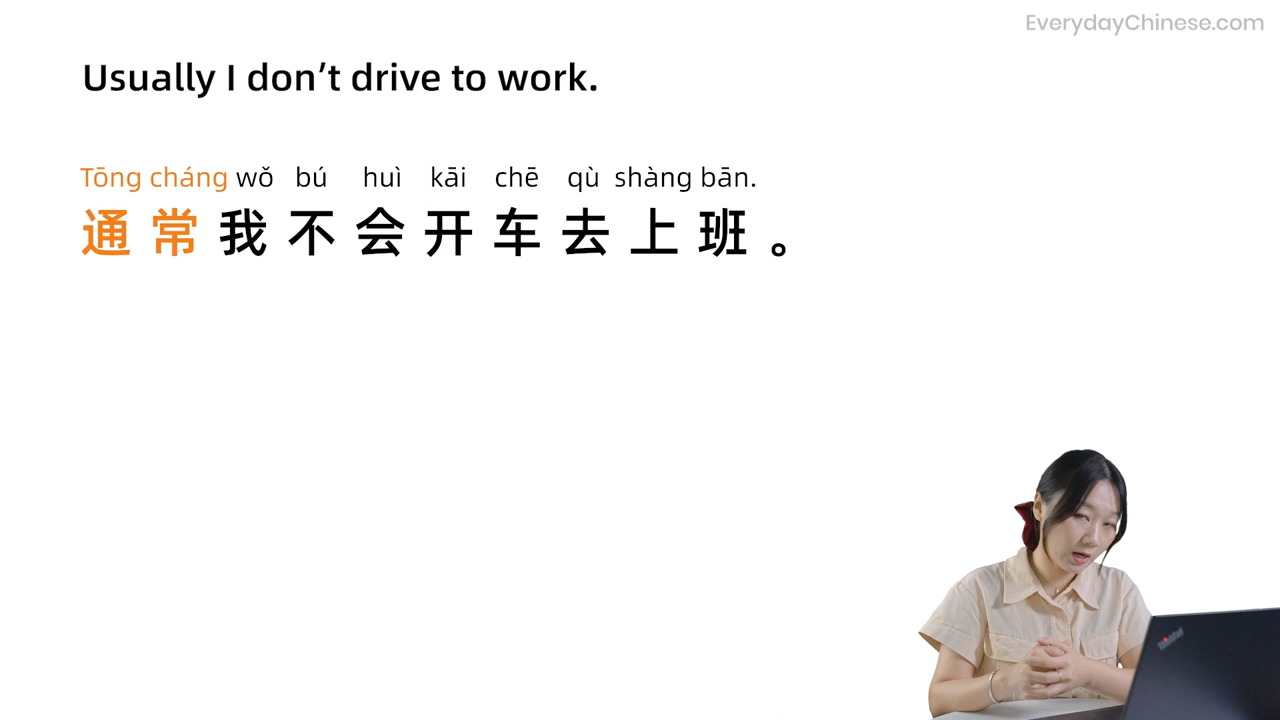 EverydayChinese.com
Usually I don’t drive to work.
Tōng cháng wǒ bú huì kāi chē qù shàng bān.
通常我不会开车去上班。